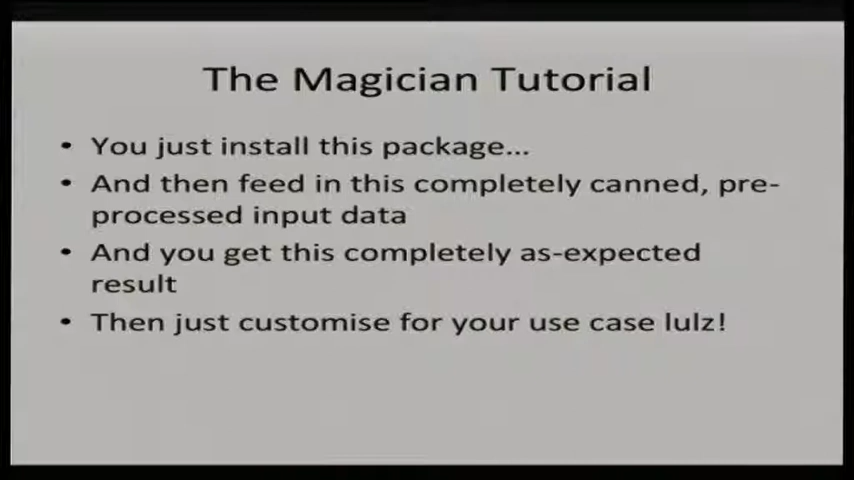 The Magician Tutorial
• You just install this package...
• And then feed in this completely canned, pre-
processed input data
• And you get this completely as-expected
result
• Then just customise for your use case lulz!